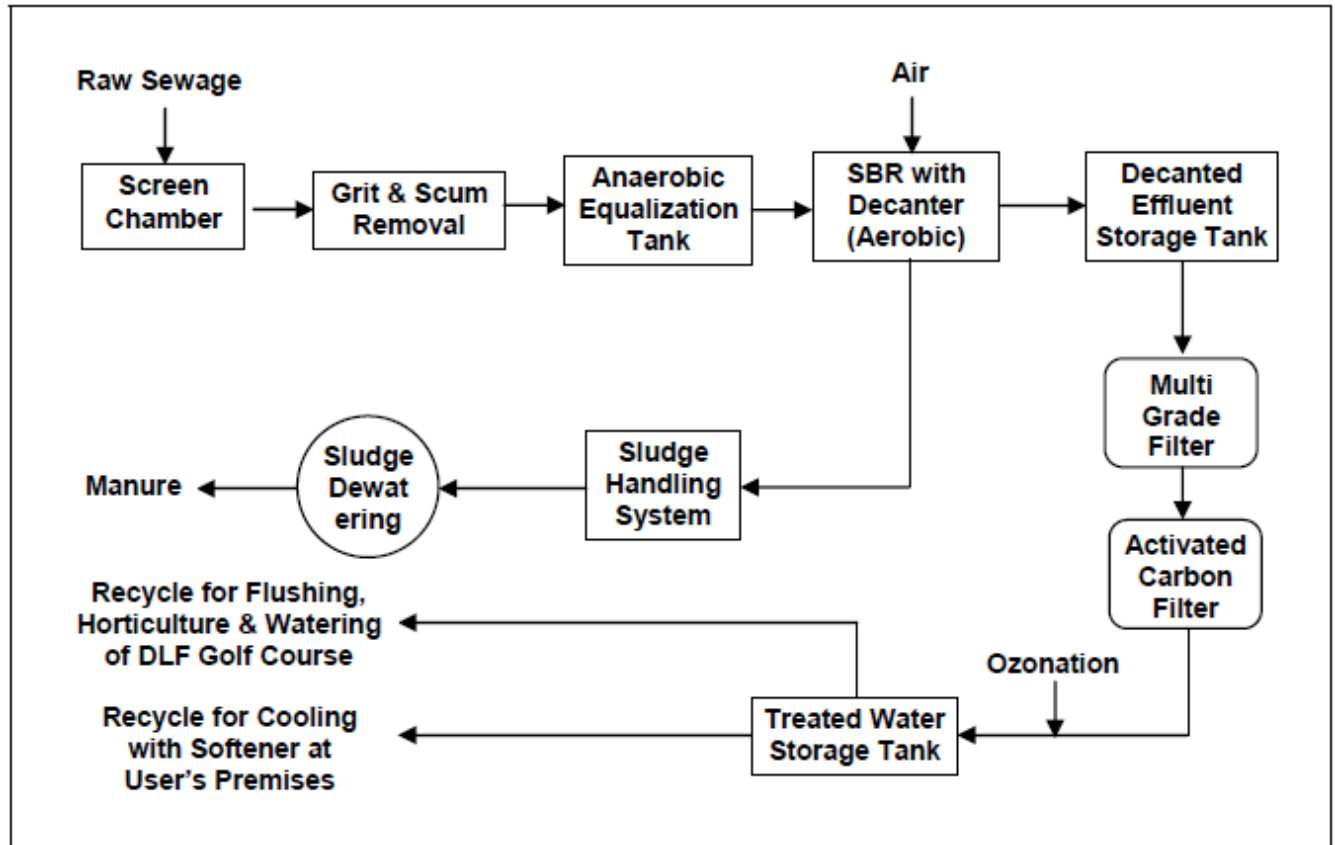 Raw Sewage
Air
Screen
Chamber
Grit & Scum
Removal
Anaerobic
Equalization
Tank
SBR with
Decanter
(Aerobic)
Decanted
Effluent
Storage Tank
Multi
Grade
Filter
Manure
Sludge
Dewat
ering
Sludge
Handling
System
Activated
Carbon
Filter
Recycle for Flushing,
Horticulture & Watering
of DLF Golf Course
Ozonation
Recycle for Cooling
with Softener at
User's Premises
Treated Water
Storage Tank